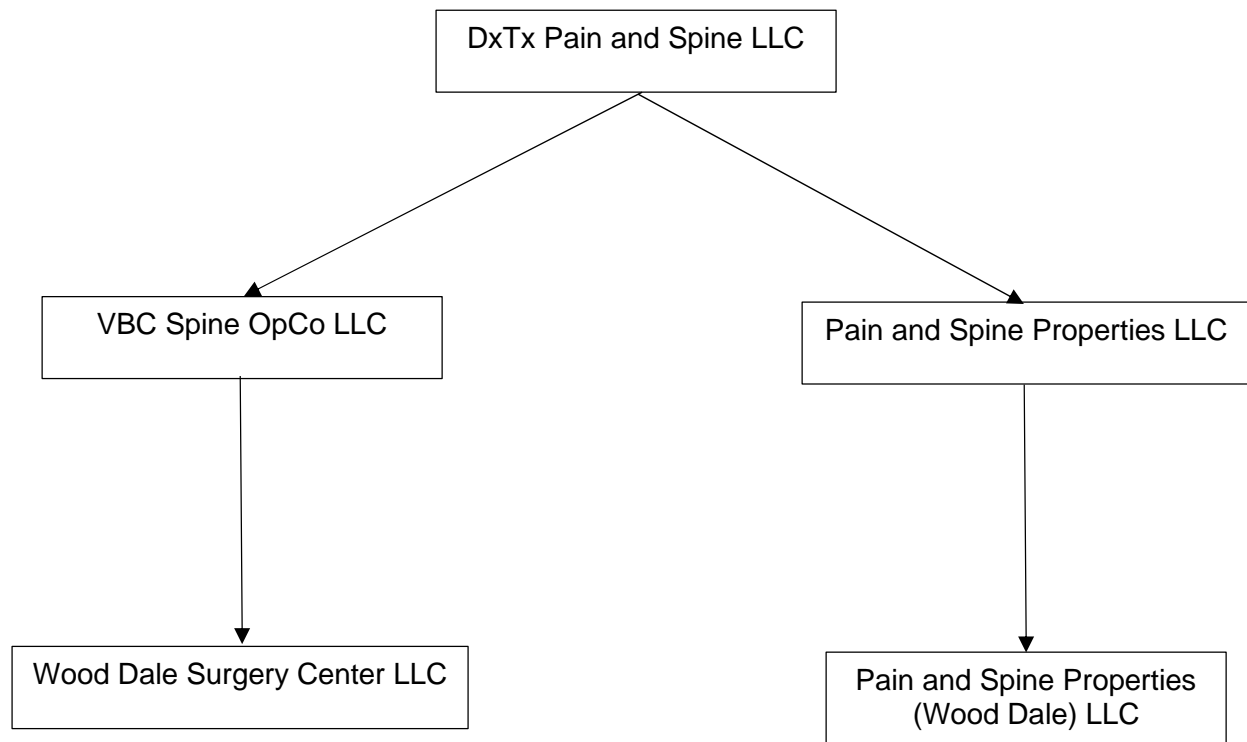 DxTx Pain and Spine LLC
VBC Spine OpCo LLC
Pain and Spine Properties LLC
Wood Dale Surgery Center LLC
Pain and Spine Properties
(Wood Dale) LLC